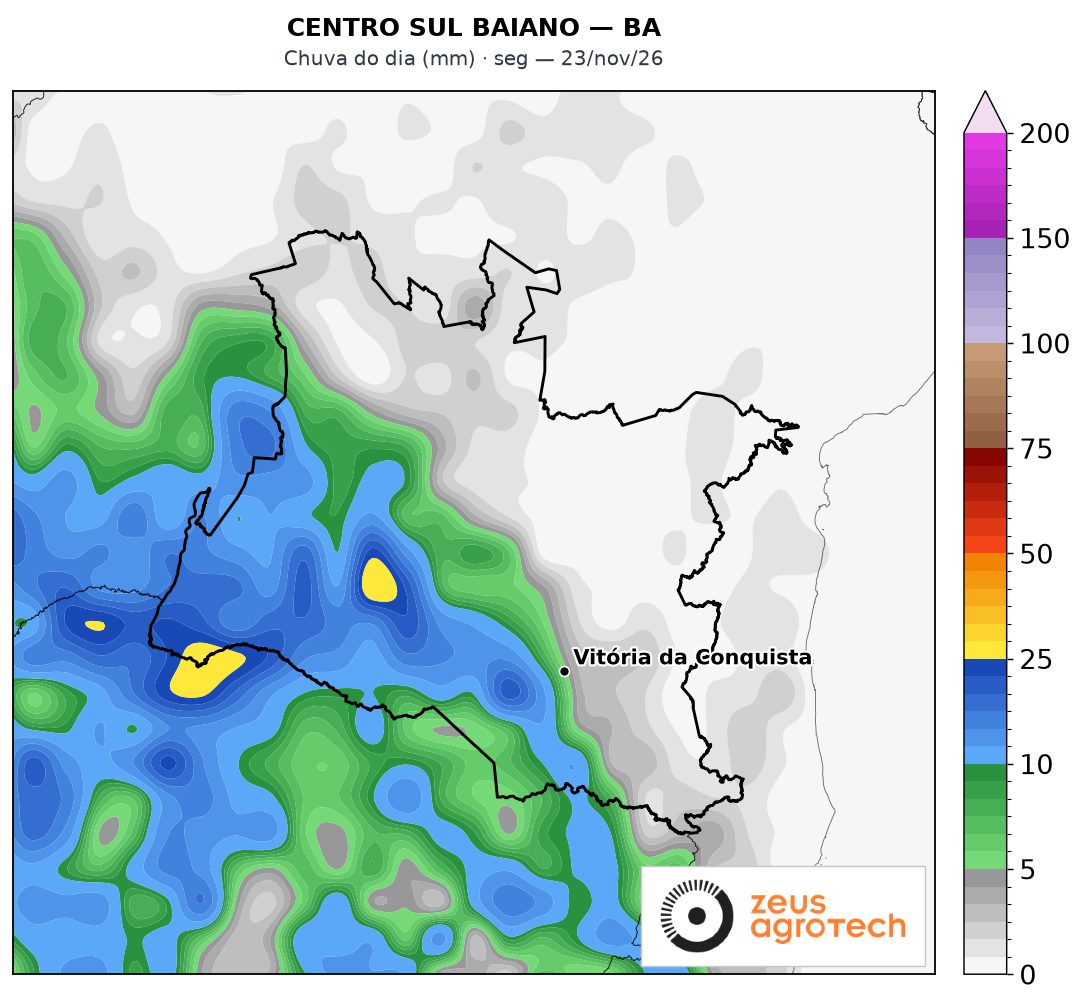 CENTRO SUL BAIANO — BA
Chuva do dia (mm) · seg — 23/nov/26
200
150
100
75
50
25
10
5
0
Vitória da Conquista
zeus
agrotech